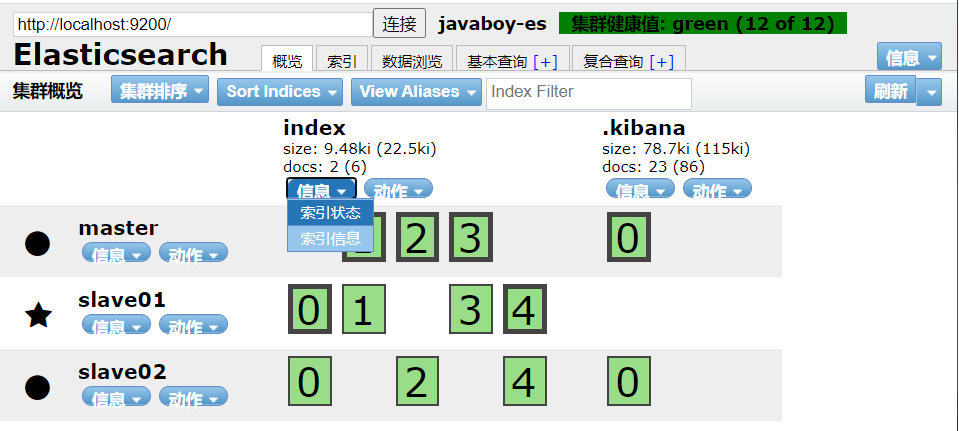 http://localhost:9200/ 连接 javaboy-es 集群健康值: green (12 of 12)
Elasticsearch 概览 索引 数据浏览 基本查询 [+] 复合查询 [+] 信息
集群概览 集群排序 Sort Indices View Aliases Index Filter 刷新
index .kibana
size: 9.48ki (22.5ki) size: 78.7ki (115ki)
docs: 2 (6) docs: 23 (86)
信息 动作 信息 动作
索引状态
索引信息
master 2 3 0
信息 动作
slave01 0 1 3 4
信息 动作
slave02 0 2 4 0
信息 动作